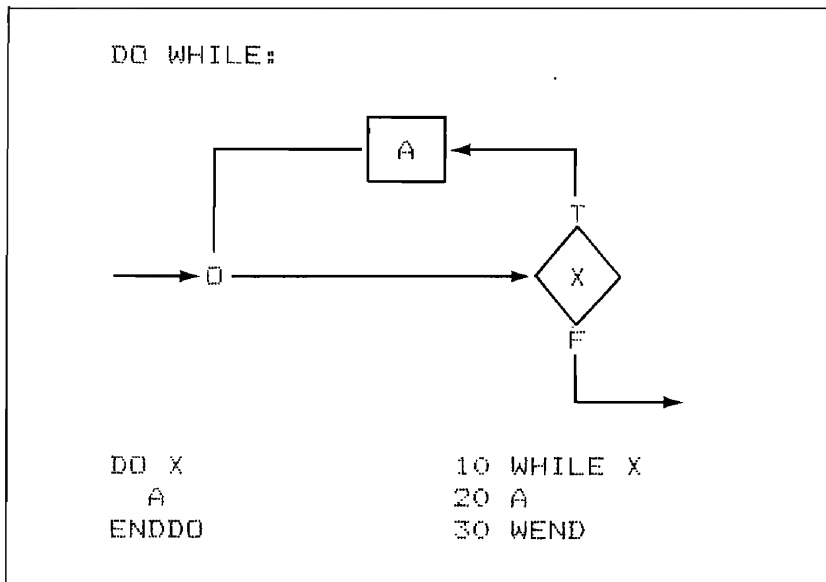 DO WHILE:
A
T
O
X
F
DO X
A
ENDDO
10 WHILE X
20 A
30 WEND